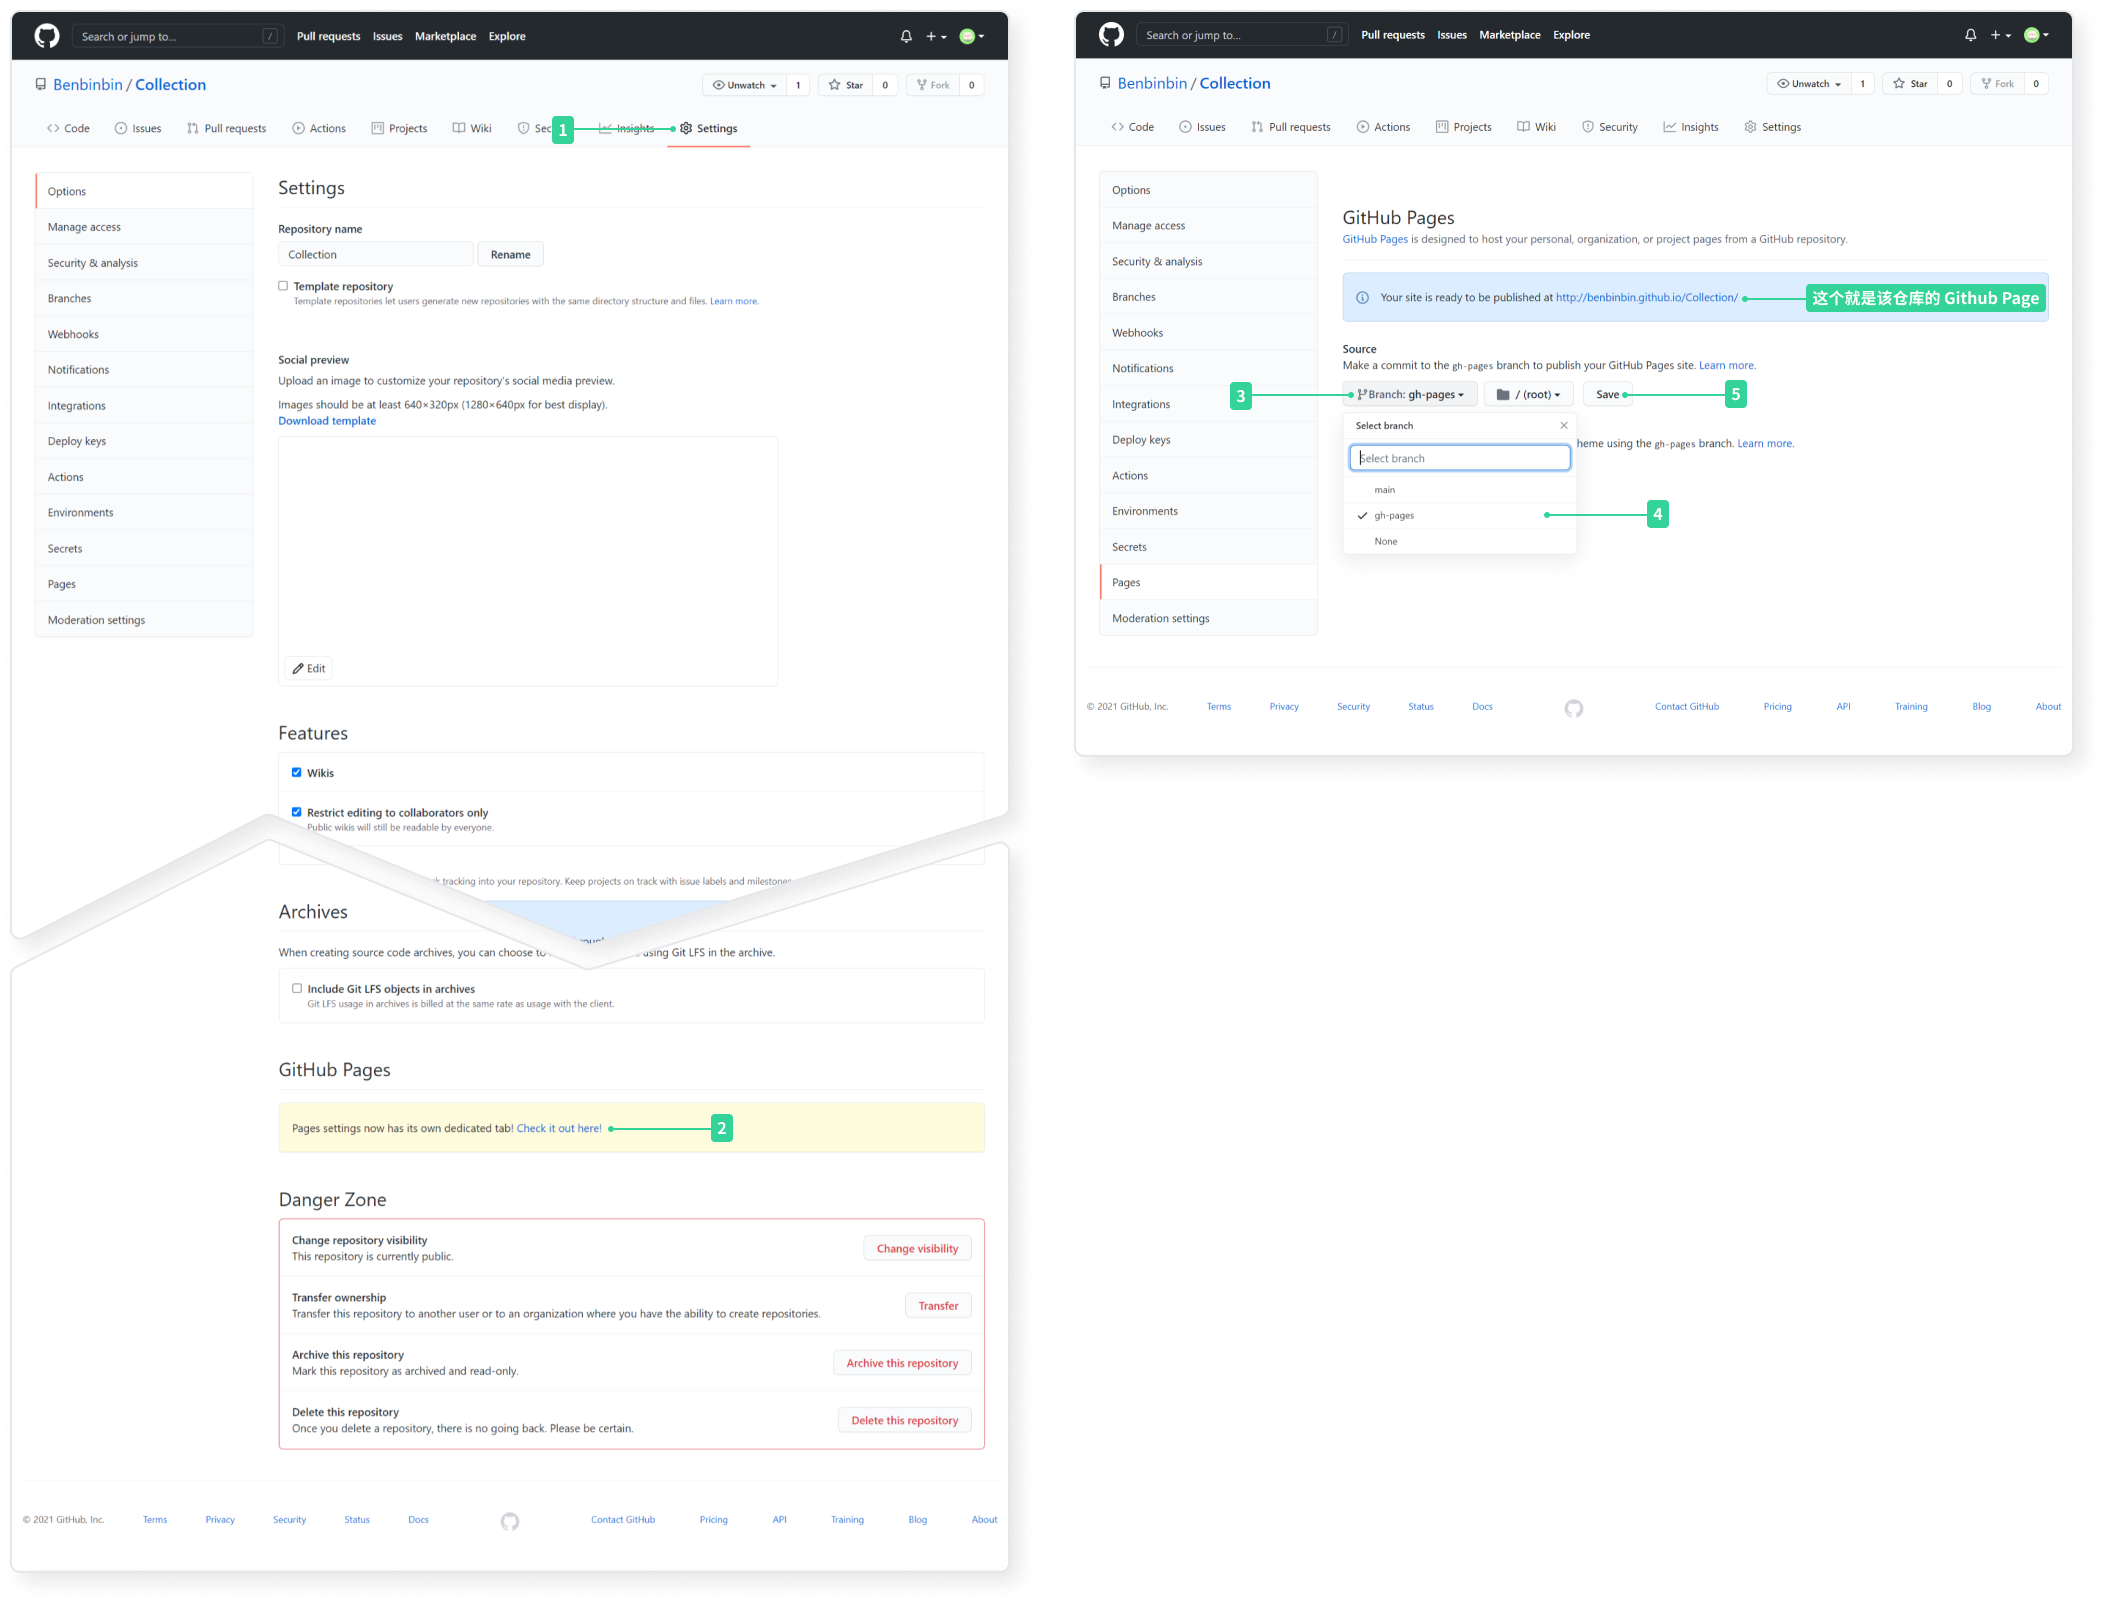 Search or jump to... /
Pull requests Issues Marketplace Explore
Benbinbin / Collection
Unwatch 1 Star 0 Fork 0
Code Issues Pull requests Actions Projects Wiki Sec 1 Insights Settings
Options
Manage access
Security & analysis
Branches
Webhooks
Notifications
Integrations
Deploy keys
Actions
Environments
Secrets
Pages
Moderation settings
Settings
Repository name
Collection Rename
Template repository
Template repositories let users generate new repositories with the same directory structure and files. Learn more.
Social preview
Upload an image to customize your repository's social media preview.
Images should be at least 640×320px (1280×640px for best display).
Download template
Edit
Features
Wikis
Restrict editing to collaborators only
Public wikis will still be readable by everyone.
tracking into your repository. Keep projects on track with issue labels and milestones
Archives
When creating source code archives, you can choose to using Git LFS in the archive.
Include Git LFS objects in archives
Git LFS usage in archives is billed at the same rate as usage with the client.
GitHub Pages
Pages settings now has its own dedicated tab! Check it out here! 2
Danger Zone
Change repository visibility
This repository is currently public.
Change visibility
Transfer ownership
Transfer this repository to another user or to an organization where you have the ability to create repositories.
Transfer
Archive this repository
Mark this repository as archived and read-only.
Archive this repository
Delete this repository
Once you delete a repository, there is no going back. Please be certain.
Delete this repository
© 2021 GitHub, Inc. Terms Privacy Security Status Docs Contact GitHub Pricing API Training Blog About
Search or jump to... /
Pull requests Issues Marketplace Explore
Benbinbin / Collection
Unwatch 1 Star 0 Fork 0
Code Issues Pull requests Actions Projects Wiki Security Insights Settings
Options
Manage access
Security & analysis
Branches
Webhooks
Notifications
Integrations
Deploy keys
Actions
Environments
Secrets
Pages
Moderation settings
GitHub Pages
GitHub Pages is designed to host your personal, organization, or project pages from a GitHub repository.
Your site is ready to be published at http://benbinbin.github.io/Collection/
这个就是该仓库的 Github Page
Source
Make a commit to the gh-pages branch to publish your GitHub Pages site. Learn more.
3 Branch: gh-pages / (root) Save 5
Select branch
heme using the gh-pages branch. Learn more.
Select branch
main
gh-pages 4
None
© 2021 GitHub, Inc. Terms Privacy Security Status Docs Contact GitHub Pricing API Training Blog About